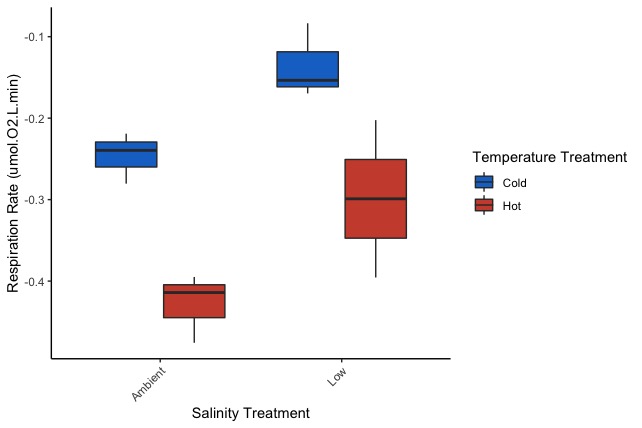 -0.1
-0.2
-0.3
-0.4
Respiration Rate (umol.O2.L.min)
Ambient
Low
Salinity Treatment
Temperature Treatment
Cold
Hot